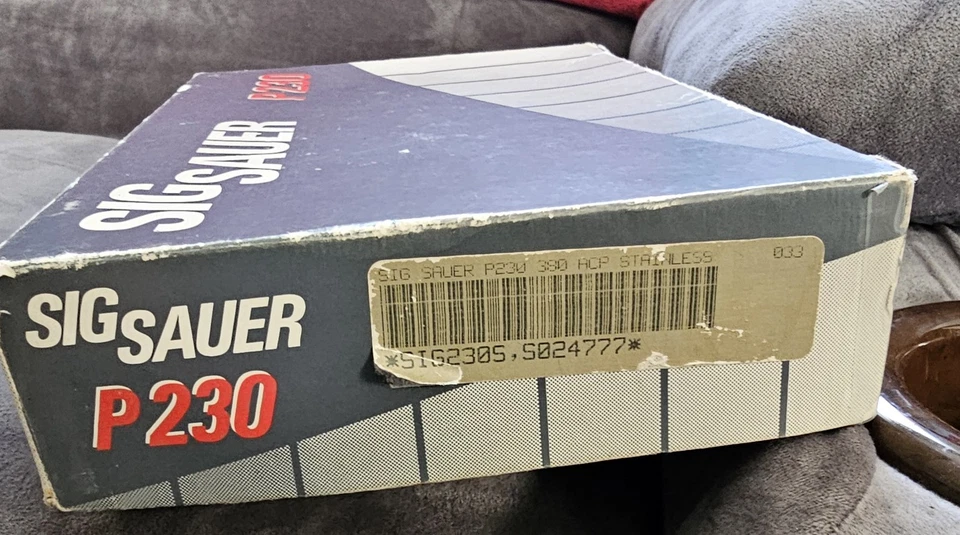 P230
SIGSAUER
SIG SAUER P230 380 ACP STAINLESS 033
*SIG230S,S024777*
SIGSAUER
P230